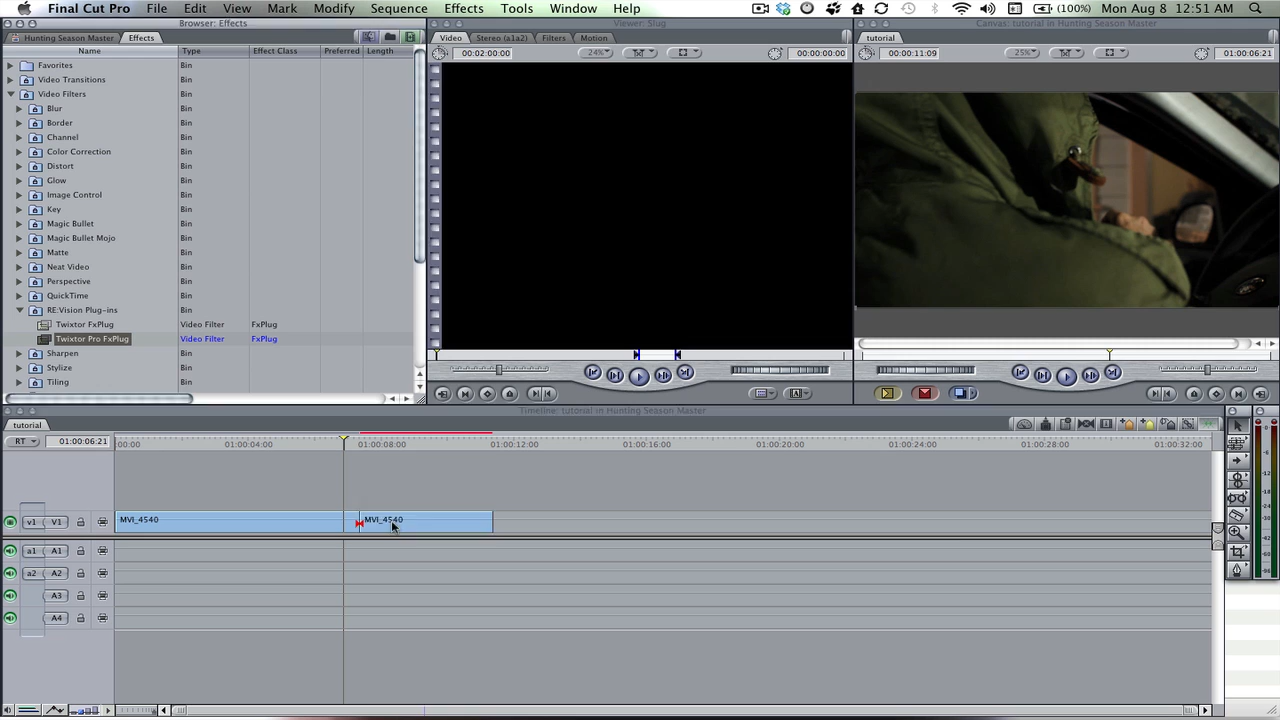 Final Cut Pro File Edit View Mark Modify Sequence Effects Tools Window Help (100%) Mon Aug 8 12:51 AM
Browser: Effects
Viewer: Slug
Canvas: tutorial in Hunting Season Master
Hunting Season Master Effects
Video Stereo (a1a2) Filters Motion
tutorial
Name Type Effect Class Preferred Length
00:02:00:00 24% 00:00:00:00
00:00:11:09 25% 01:00:06:21
Favorites Bin
Video Transitions Bin
Video Filters Bin
Blur Bin
Border Bin
Channel Bin
Color Correction Bin
Distort Bin
Glow Bin
Image Control Bin
Key Bin
Magic Bullet Bin
Magic Bullet Mojo Bin
Matte Bin
Neat Video Bin
Perspective Bin
QuickTime Bin
RE:Vision Plug-ins Bin
Twixtor FxPlug Video Filter FxPlug
Twixtor Pro FxPlug Video Filter FxPlug
Sharpen Bin
Stylize Bin
Tiling Bin
Timeline: tutorial in Hunting Season Master
tutorial
RT 01:00:06:21 00:00 01:00:04:00 01:00:08:00 01:00:12:00 01:00:16:00 01:00:20:00 01:00:24:00 01:00:28:00 01:00:32:00
v1 V1 MVI_4540 MVI_4540
a1 A1
a2 A2
A3
A4